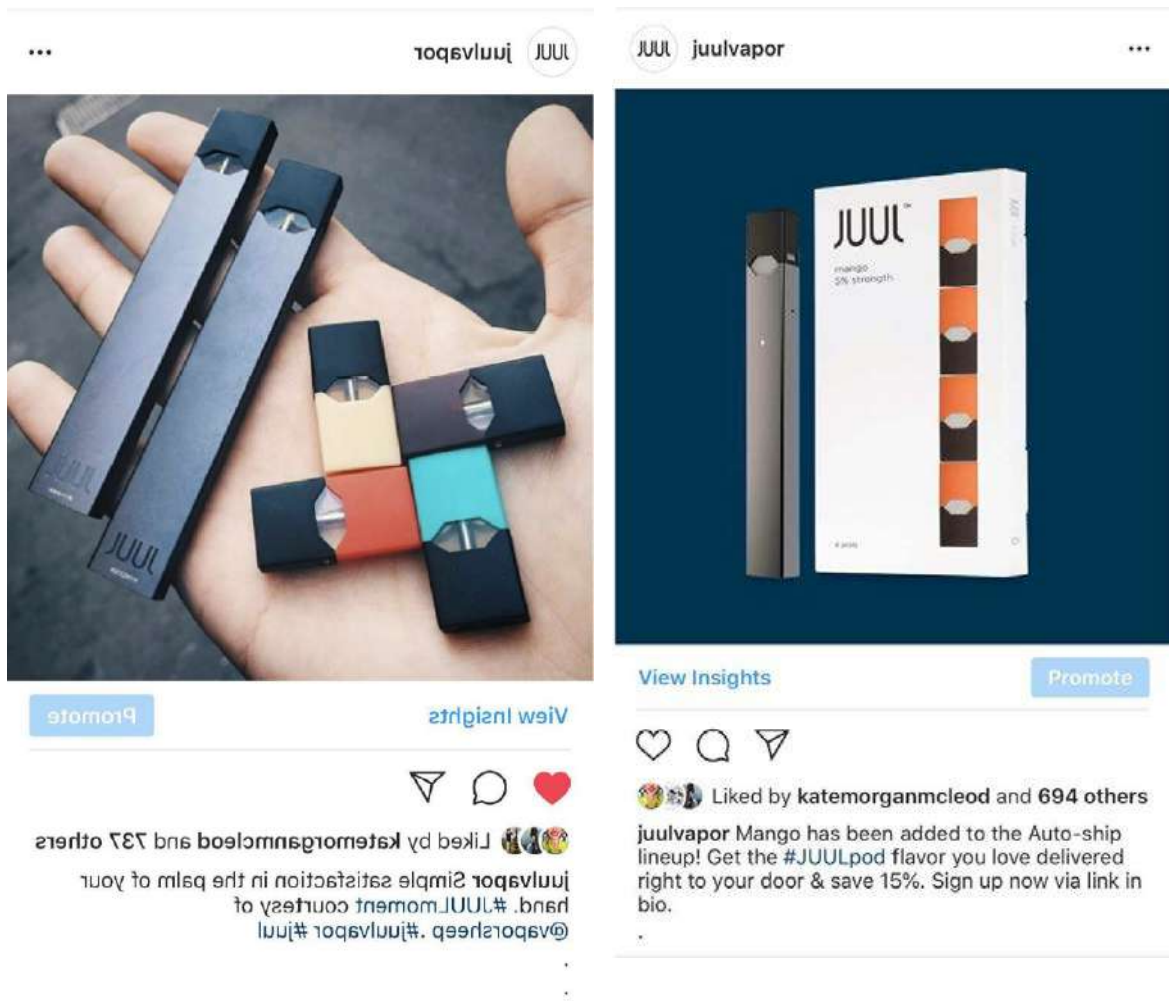 juulvapor
JUUL
JUUL
JUUL
View Insights
Promote
Liked by katemorganmcleod and 737 others
juulvapor Simple satisfaction in the palm of your
hand. #JUULmoment courtesy of
@vaporsheep .#juulvapor #juul
.
.
JUUL
juulvapor
JUUL
mango
5% strength
View Insights
Promote
Liked by katemorganmcleod and 694 others
juulvapor Mango has been added to the Auto-ship
lineup! Get the #JUULpod flavor you love delivered
right to your door & save 15%. Sign up now via link in
bio.
.